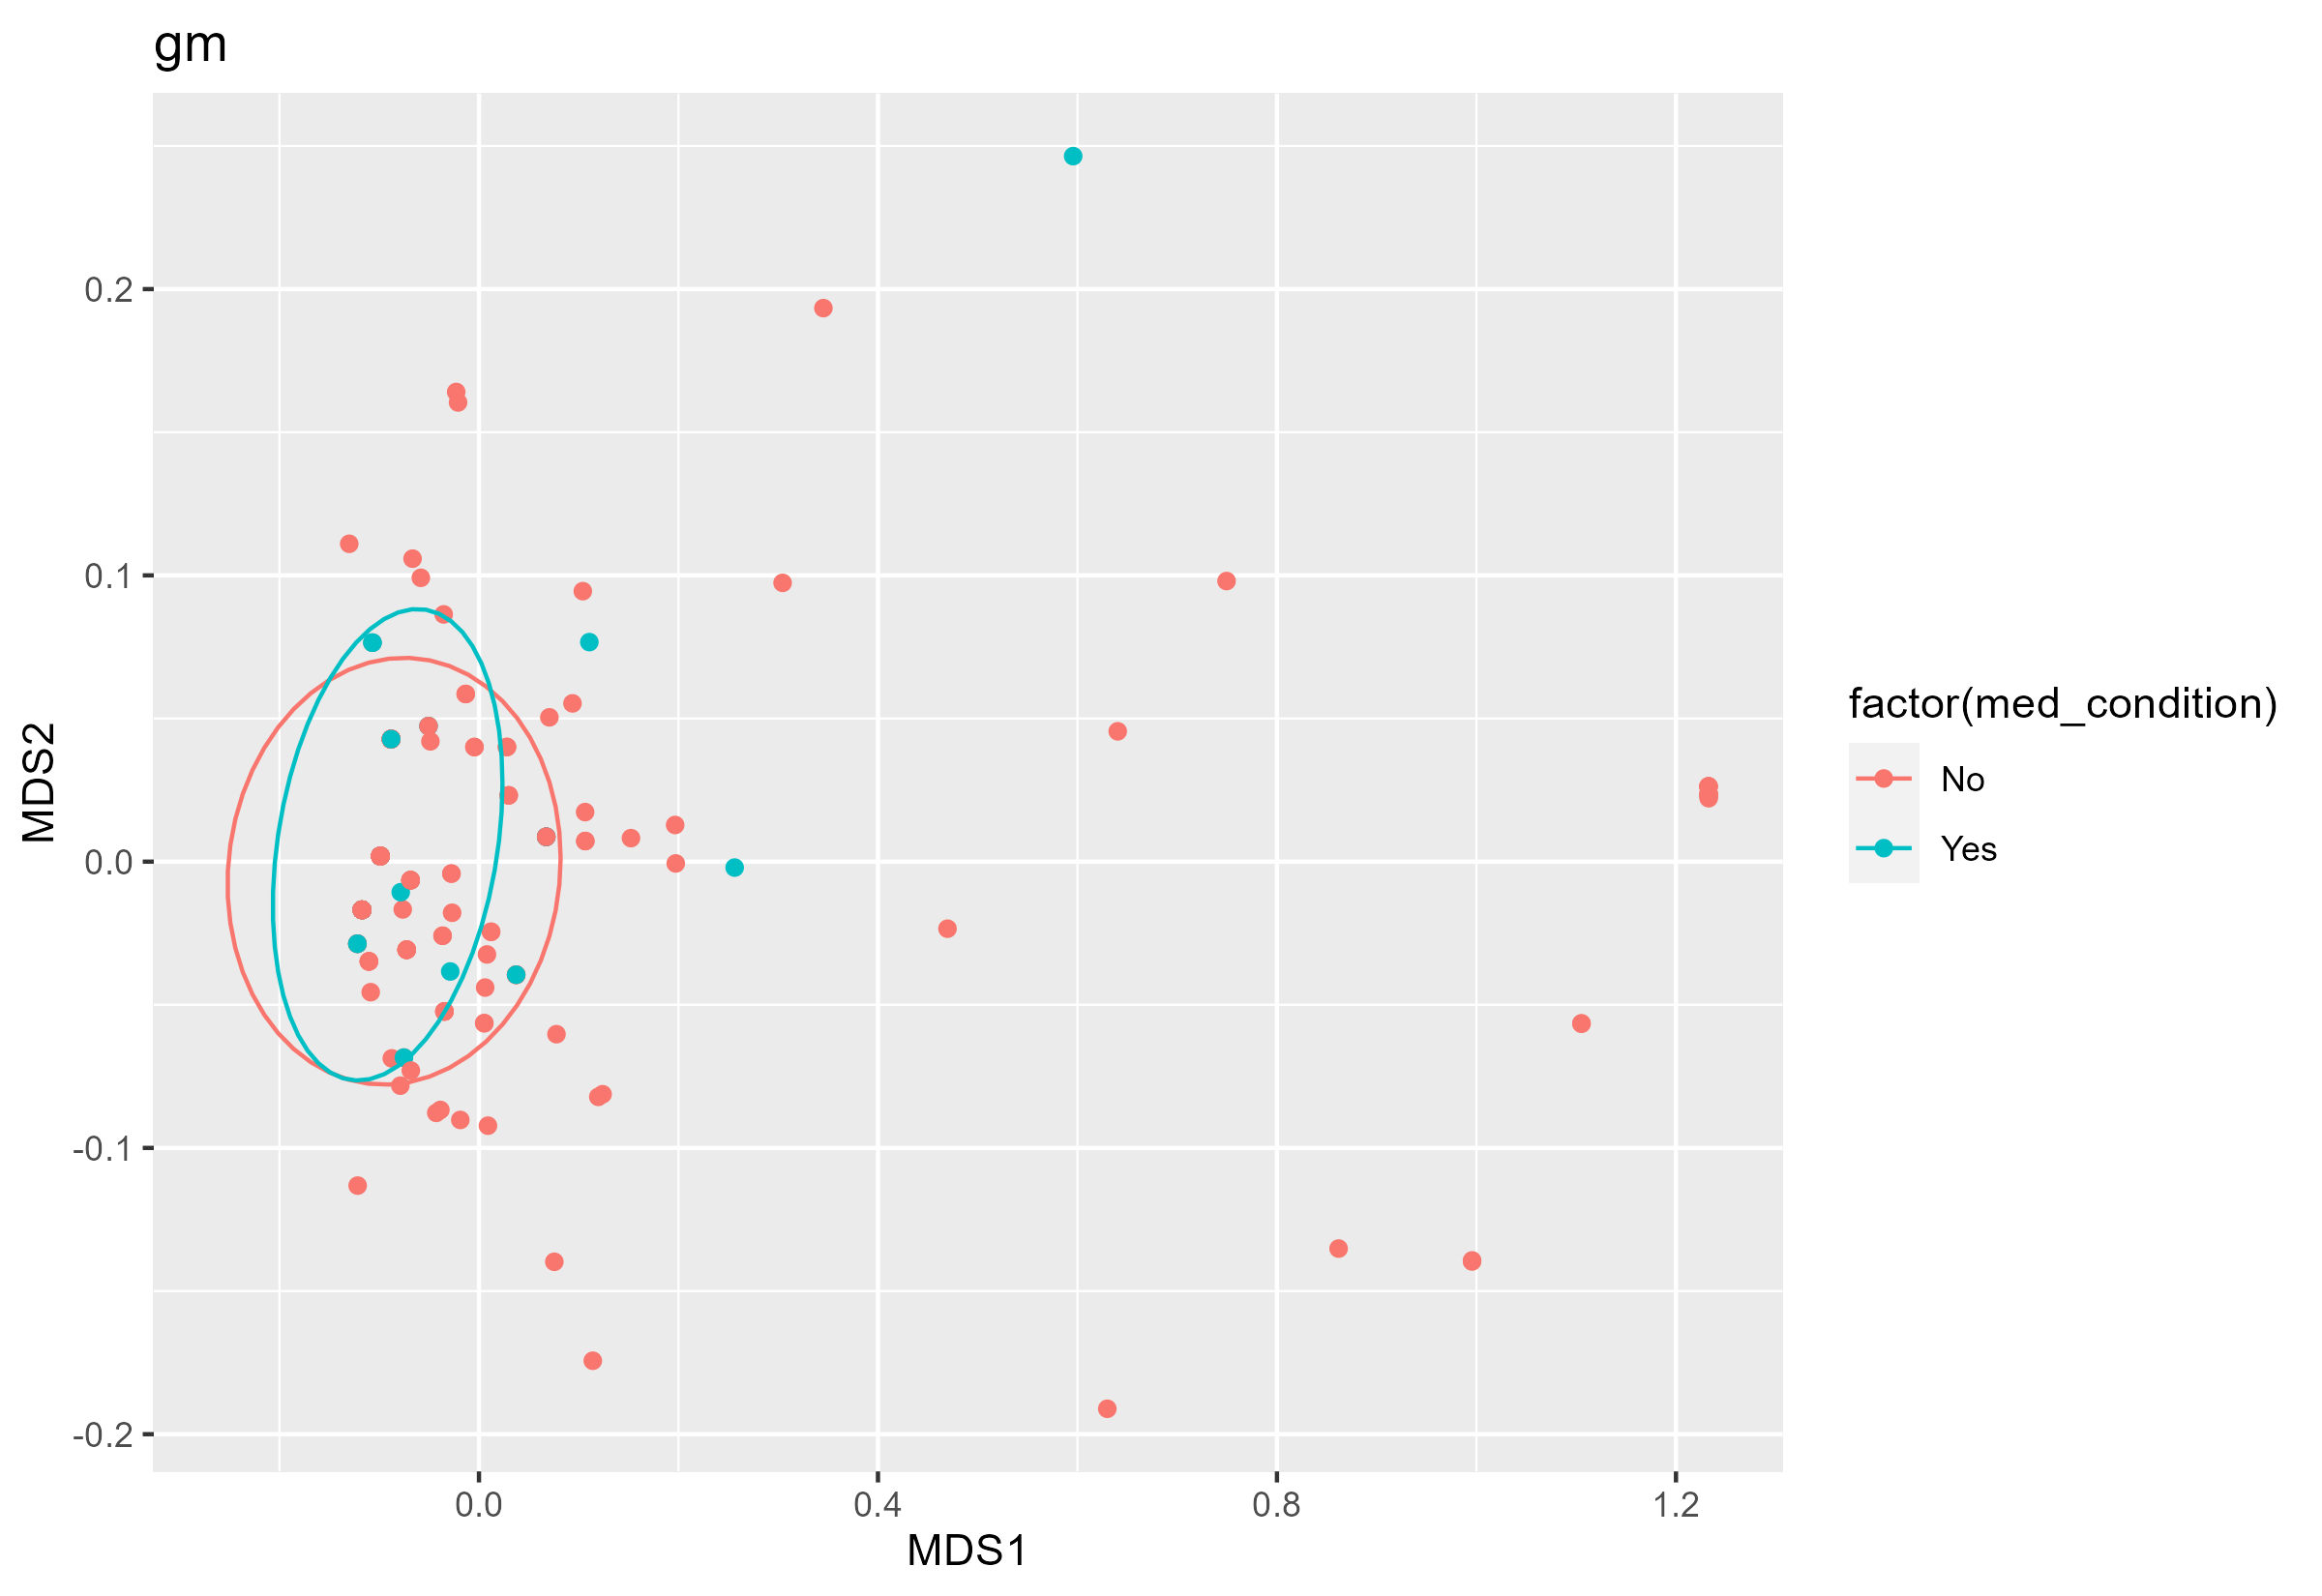 gm
MDS2
0.2
0.1
0.0
-0.1
-0.2
0.0 0.4 0.8 1.2
MDS1
factor(med_condition)
No
Yes